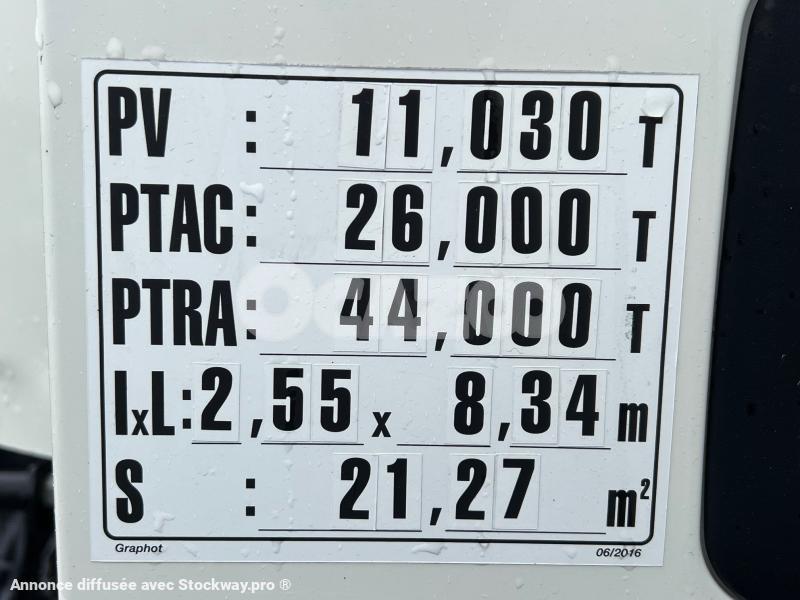 PV : 11,030 T
PTAC: 26,000 T
PTRA: 44,000 T
lxL: 2,55 x 8,34 m
S : 21,27 m²
Graphot 06/2016
Annonce diffusée avec Stockway.pro ®